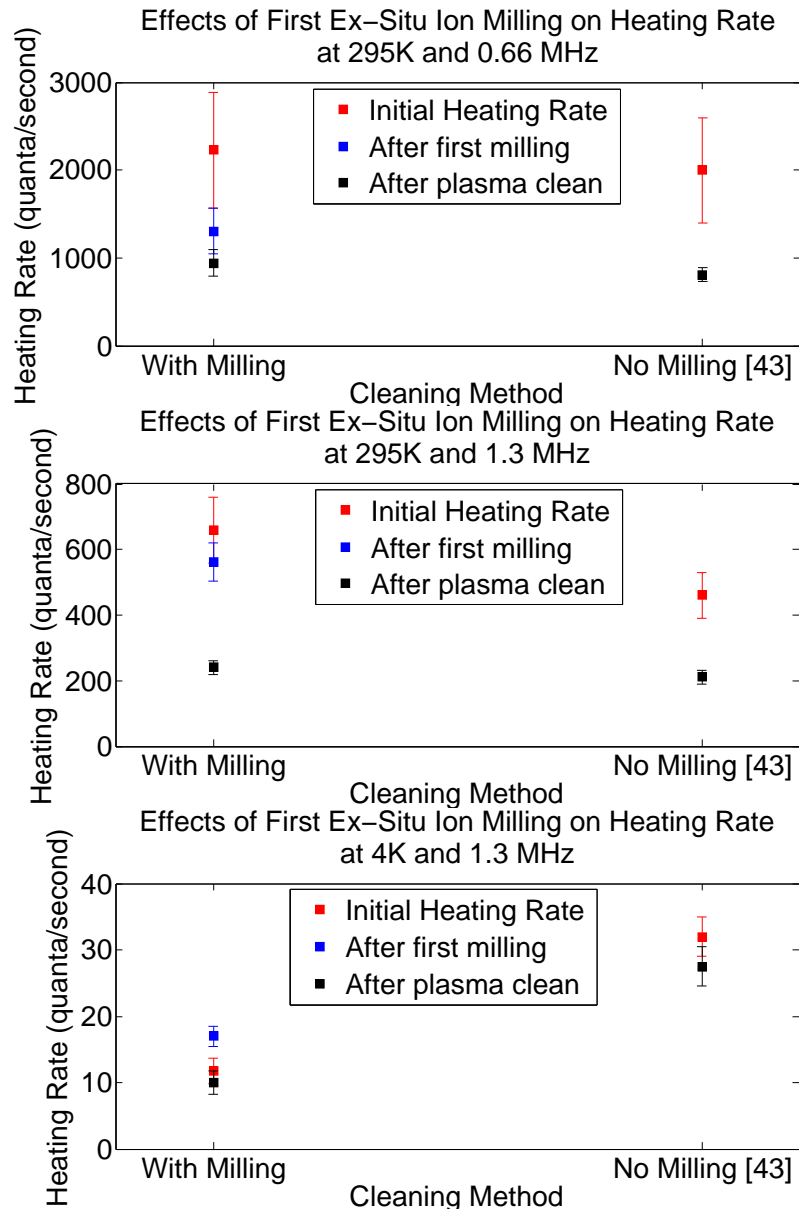 Effects of First Ex−Situ Ion Milling on Heating Rate
at 295K and 0.66 MHz
Heating Rate (quanta/second)
3000
2000
1000
0
Initial Heating Rate
After first milling
After plasma clean
With Milling
No Milling [43]
Cleaning Method
Effects of First Ex−Situ Ion Milling on Heating Rate
at 295K and 1.3 MHz
Heating Rate (quanta/second)
800
600
400
200
0
Initial Heating Rate
After first milling
After plasma clean
With Milling
No Milling [43]
Cleaning Method
Effects of First Ex−Situ Ion Milling on Heating Rate
at 4K and 1.3 MHz
Heating Rate (quanta/second)
40
30
20
10
0
Initial Heating Rate
After first milling
After plasma clean
With Milling
No Milling [43]
Cleaning Method